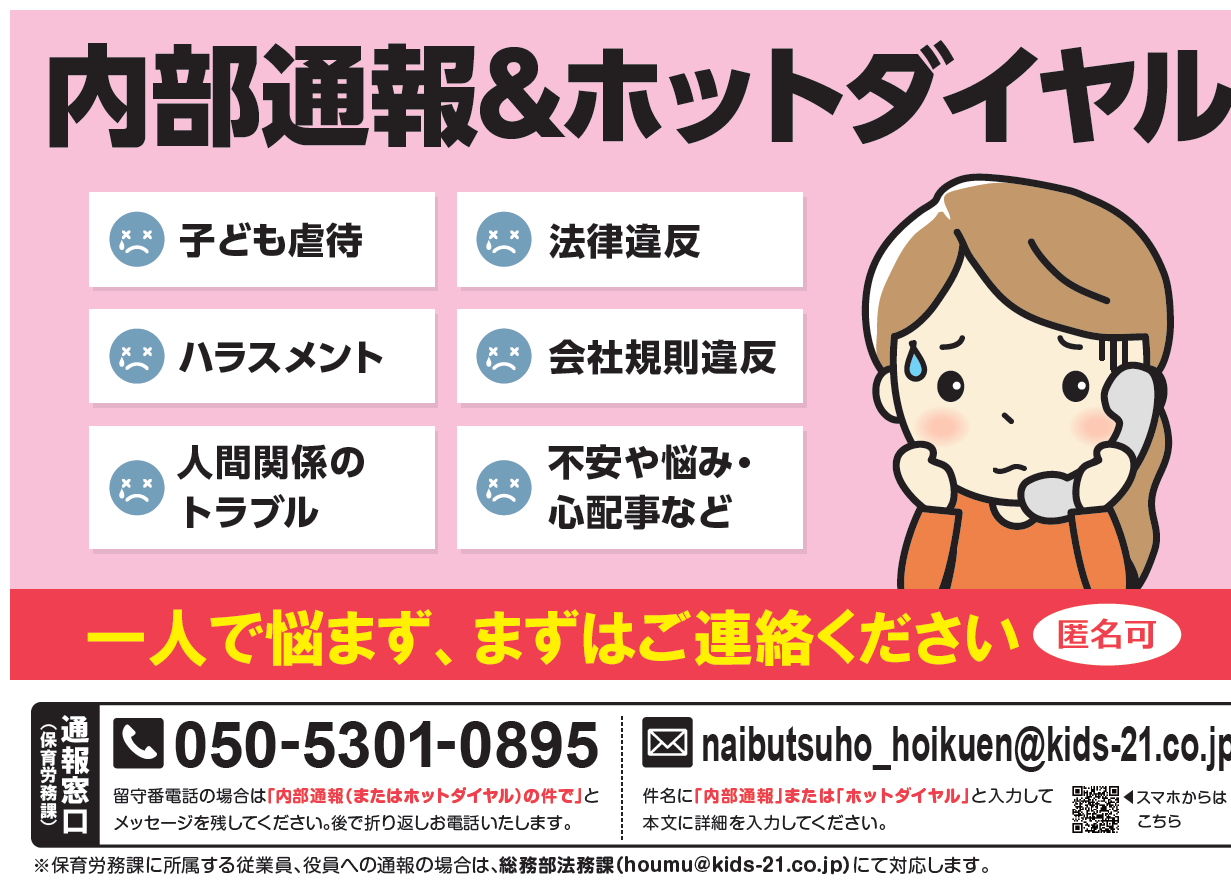 内部通報&ホットダイヤル
子ども虐待
法律違反
ハラスメント
会社規則違反
人間関係の
トラブル
不安や悩み・
心配事など
一人で悩まず、まずはご連絡ください 匿名可
通報窓口
（保育労務課）
050-5301-0895
留守番電話の場合は「内部通報（またはホットダイヤル）の件で」と
メッセージを残してください。後で折り返しお電話いたします。
naibutsuho_hoikuen@kids-21.co.jp
件名に「内部通報」または「ホットダイヤル」と入力して
本文に詳細を入力してください。
◀スマホからは
こちら
※保育労務課に所属する従業員、役員への通報の場合は、総務部法務課（houmu@kids-21.co.jp）にて対応します。